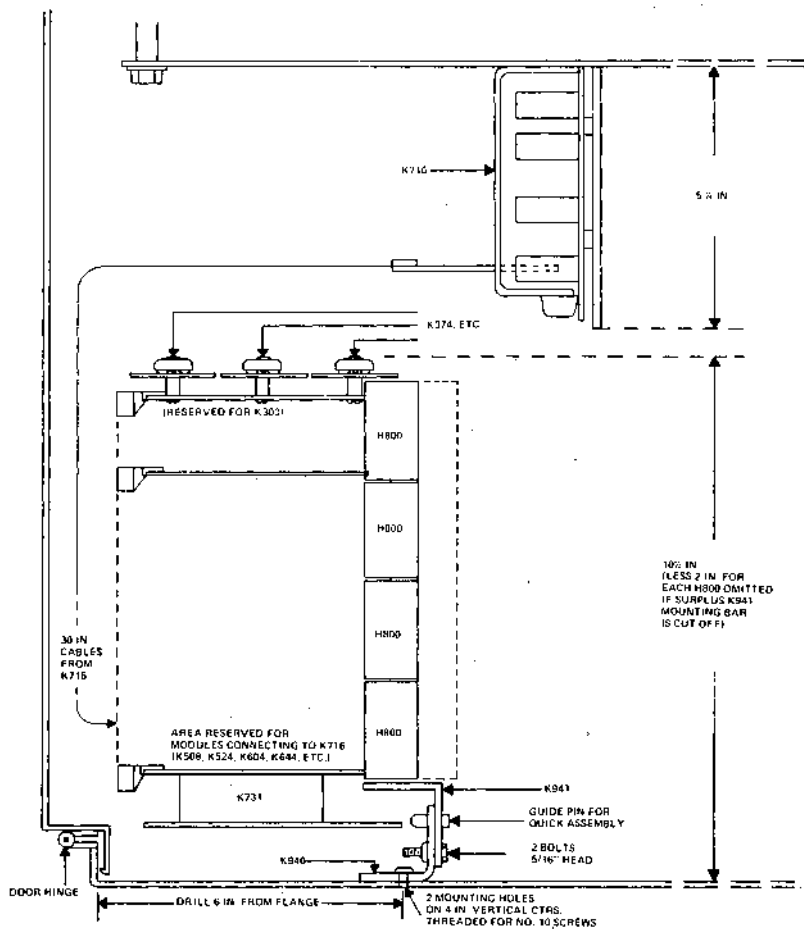 K716
5 ¼ IN
K374, ETC
(RESERVED FOR K303)
H800
H800
H800
H800
10½ IN
(LESS 2 IN FOR
EACH H800 OMITTED
IF SURPLUS K941
MOUNTING BAR
IS CUT OFF)
30 IN
CABLES
FROM
K716
AREA RESERVED FOR
MODULES CONNECTING TO K716
(K508, K524, K604, K644, ETC.)
K731
K941
GUIDE PIN FOR
QUICK ASSEMBLY
2 BOLTS
5/16" HEAD
K940
DOOR HINGE
DRILL 6 IN FROM FLANGE
2 MOUNTING HOLES
ON 4 IN VERTICAL CTRS.
THREADED FOR NO. 10 SCREWS